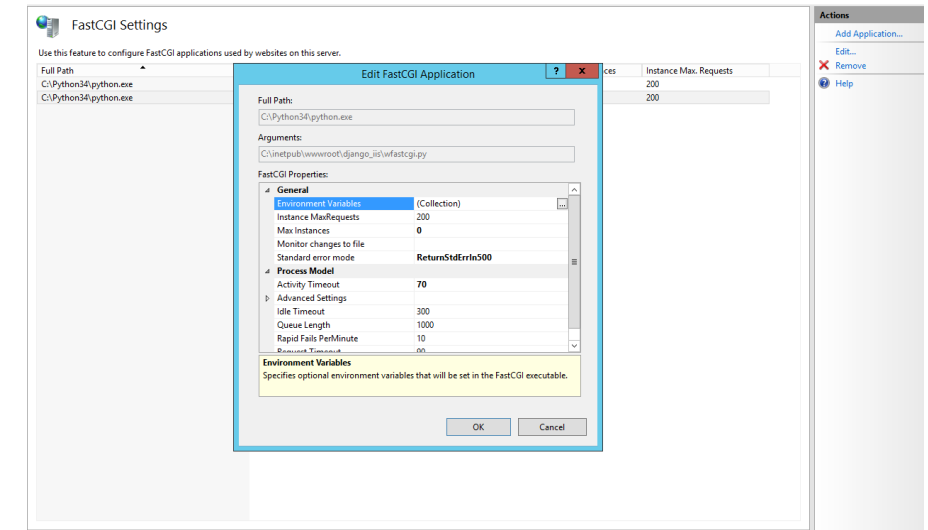 FastCGI Settings
Use this feature to configure FastCGI applications used by websites on this server.
Full Path
ces
Instance Max. Requests
C:\Python34\python.exe
200
C:\Python34\python.exe
200
Edit FastCGI Application
?
x
Full Path:
C:\Python34\python.exe
Arguments:
C:\inetpub\wwwroot\django_iis\wfastcgi.py
FastCGI Properties:
General
Environment Variables (Collection) ...
Instance MaxRequests 200
Max Instances 0
Monitor changes to file
Standard error mode ReturnStdErrIn500
Process Model
Activity Timeout 70
Advanced Settings
Idle Timeout 300
Queue Length 1000
Rapid Fails PerMinute 10
Request Timeout 90
Environment Variables
Specifies optional environment variables that will be set in the FastCGI executable.
OK
Cancel
Actions
Add Application...
Edit...
Remove
Help